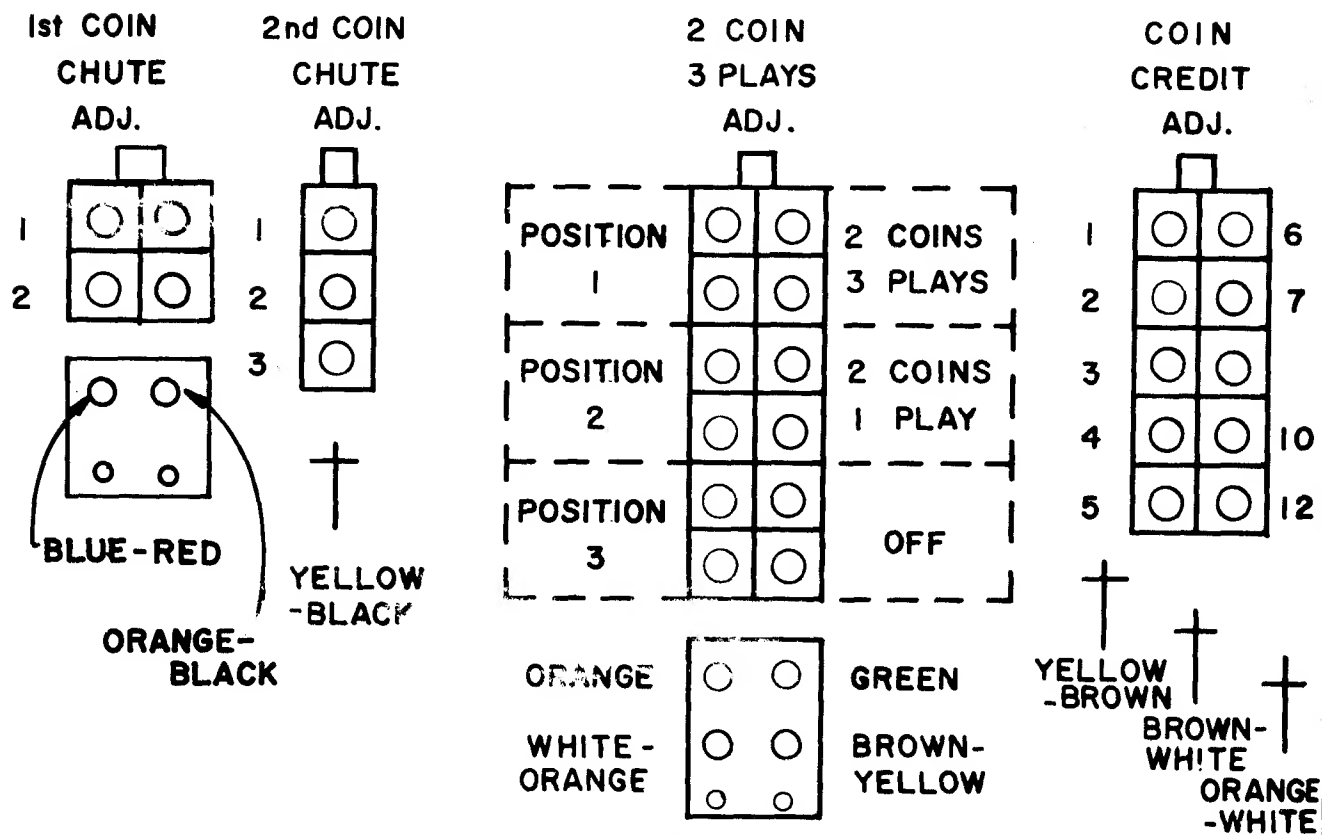 1st COIN
CHUTE
ADJ.
1
2
BLUE-RED
ORANGE-
BLACK
2nd COIN
CHUTE
ADJ.
1
2
3
YELLOW
-BLACK
2 COIN
3 PLAYS
ADJ.
POSITION
1
2 COINS
3 PLAYS
POSITION
2
2 COINS
1 PLAY
POSITION
3
OFF
ORANGE
GREEN
WHITE-
ORANGE
BROWN-
YELLOW
COIN
CREDIT
ADJ.
1 6
2 7
3
4 10
5 12
YELLOW
-BROWN
BROWN-
WHITE
ORANGE
-WHITE